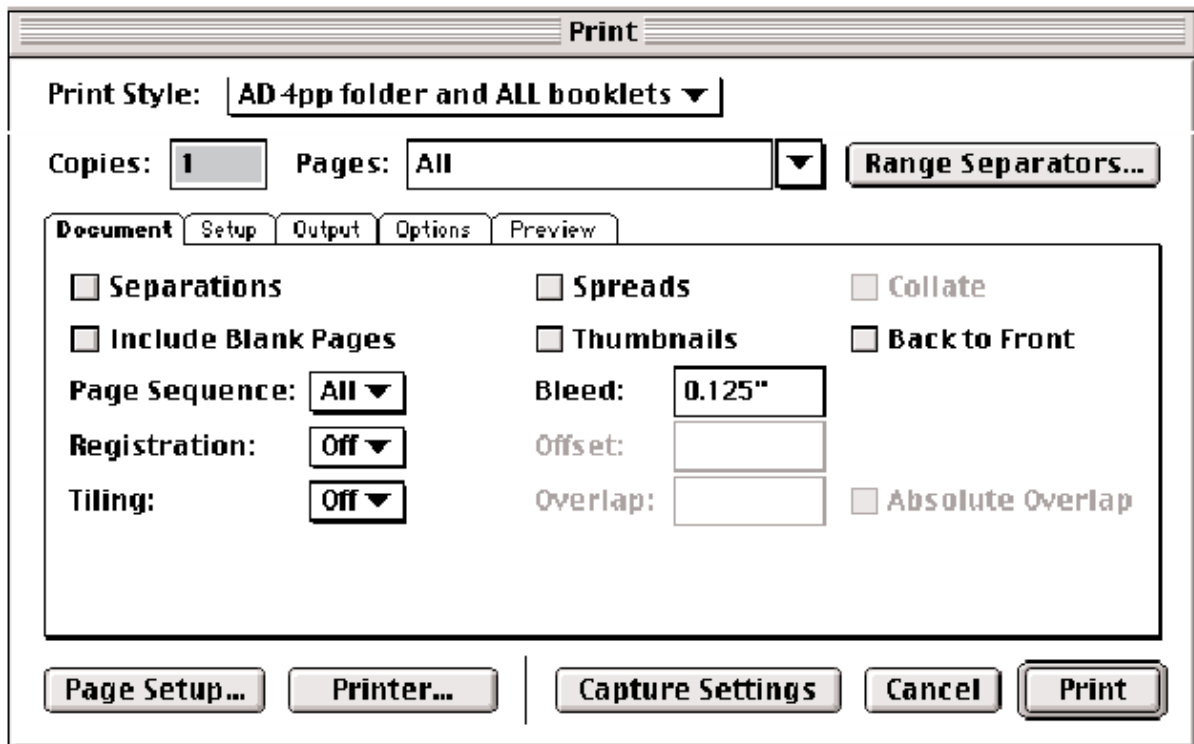 Print
Print Style: AD 4pp folder and ALL booklets
Copies: 1 Pages: All Range Separators...
Document Setup Output Options Preview
Separations Spreads Collate
Include Blank Pages Thumbnails Back to Front
Page Sequence: All Bleed: 0.125"
Registration: Off Offset:
Tiling: Off Overlap: Absolute Overlap
Page Setup... Printer... Capture Settings Cancel Print